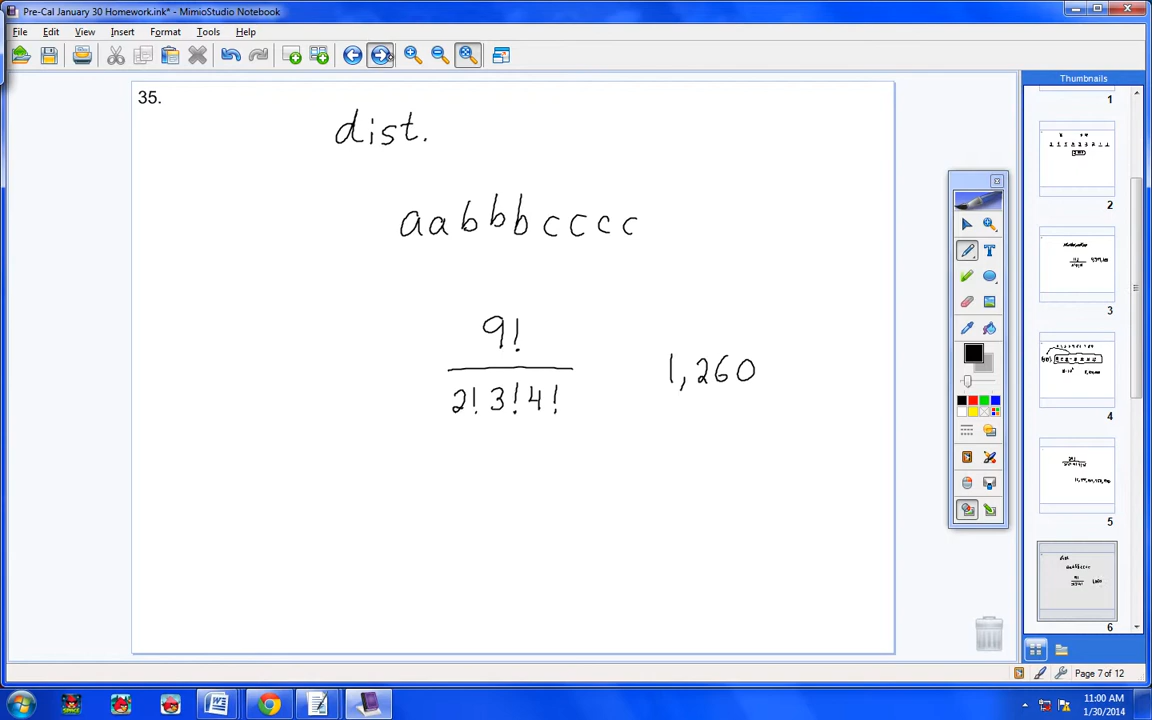 Pre-Cal January 30 Homework.ink* - MimioStudio Notebook
File Edit View Insert Format Tools Help
Thumbnails
35.
dist.
aabbbcccc
9!
2! 3! 4!
1,260
1
2
3
4
5
6
Page 7 of 12
11:00 AM
1/30/2014